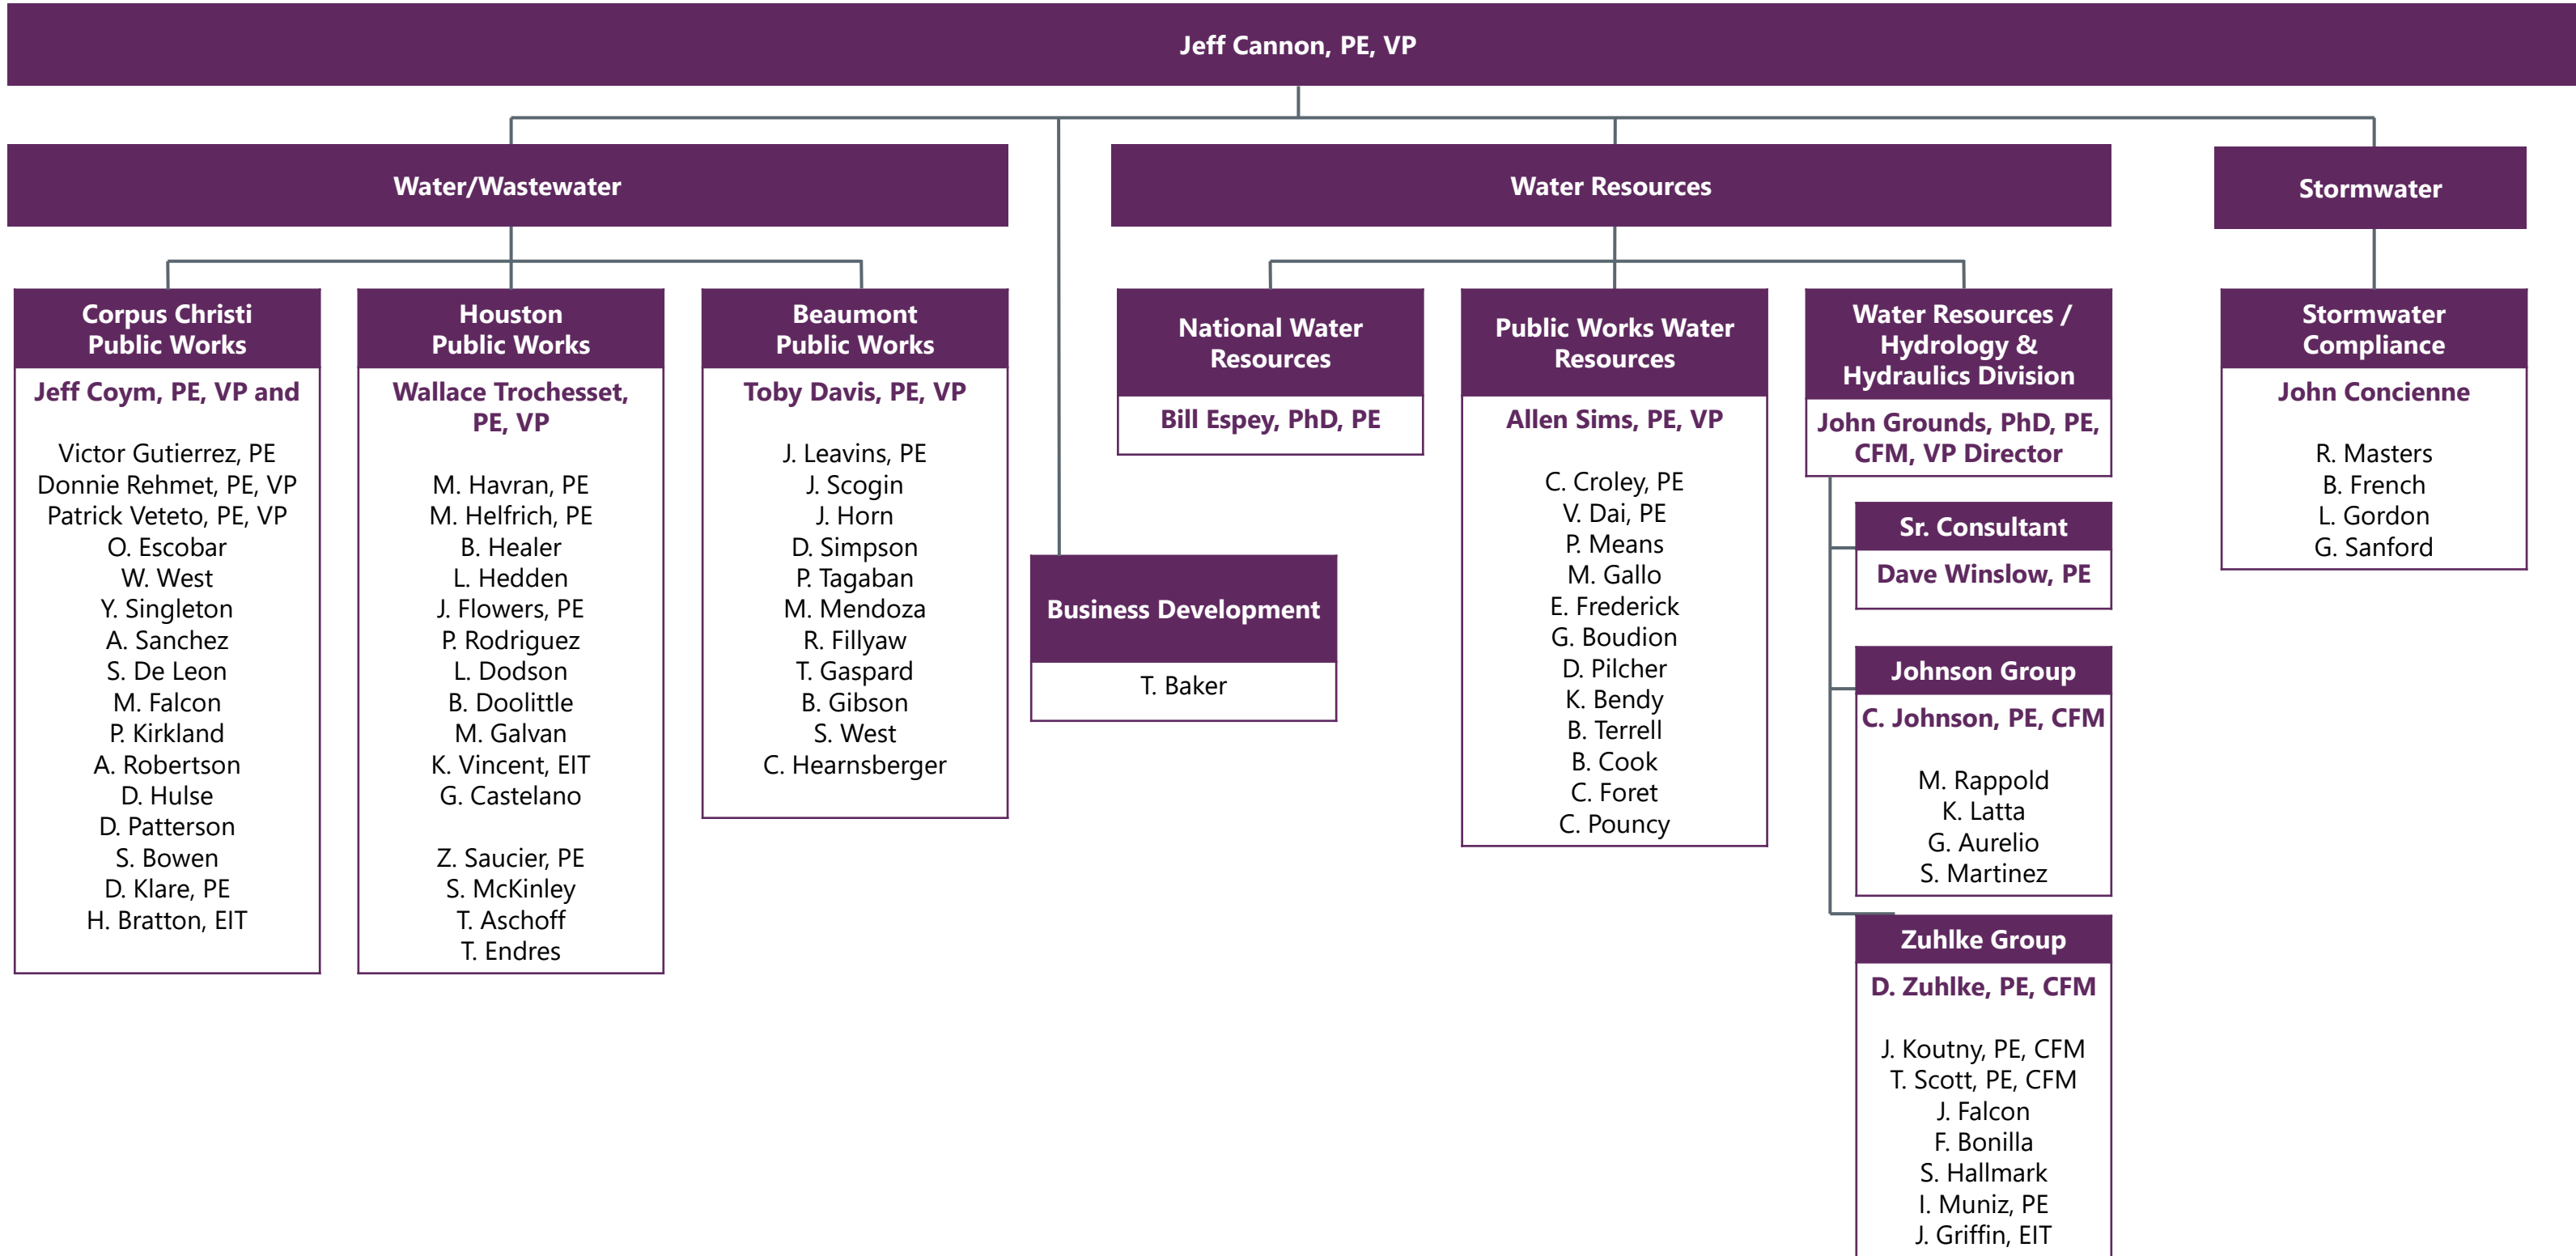 Jeff Cannon, PE, VP
Water/Wastewater
Corpus Christi
Public Works
Jeff Coym, PE, VP and
Victor Gutierrez, PE
Donnie Rehmet, PE, VP
Patrick Veteto, PE, VP
O. Escobar
W. West
Y. Singleton
A. Sanchez
S. De Leon
M. Falcon
P. Kirkland
A. Robertson
D. Hulse
D. Patterson
S. Bowen
D. Klare, PE
H. Bratton, EIT
Houston
Public Works
Wallace Trochesset,
PE, VP
M. Havran, PE
M. Helfrich, PE
B. Healer
L. Hedden
J. Flowers, PE
P. Rodriguez
L. Dodson
B. Doolittle
M. Galvan
K. Vincent, EIT
G. Castelano
Z. Saucier, PE
S. McKinley
T. Aschoff
T. Endres
Beaumont
Public Works
Toby Davis, PE, VP
J. Leavins, PE
J. Scogin
J. Horn
D. Simpson
P. Tagaban
M. Mendoza
R. Fillyaw
T. Gaspard
B. Gibson
S. West
C. Hearnsberger
Business Development
T. Baker
Water Resources
National Water
Resources
Bill Espey, PhD, PE
Public Works Water
Resources
Allen Sims, PE, VP
C. Croley, PE
V. Dai, PE
P. Means
M. Gallo
E. Frederick
G. Boudion
D. Pilcher
K. Bendy
B. Terrell
B. Cook
C. Foret
C. Pouncy
Water Resources /
Hydrology &
Hydraulics Division
John Grounds, PhD, PE,
CFM, VP Director
Sr. Consultant
Dave Winslow, PE
Johnson Group
C. Johnson, PE, CFM
M. Rappold
K. Latta
G. Aurelio
S. Martinez
Zuhlke Group
D. Zuhlke, PE, CFM
J. Koutny, PE, CFM
T. Scott, PE, CFM
J. Falcon
F. Bonilla
S. Hallmark
I. Muniz, PE
J. Griffin, EIT
Stormwater
Stormwater
Compliance
John Concienne
R. Masters
B. French
L. Gordon
G. Sanford